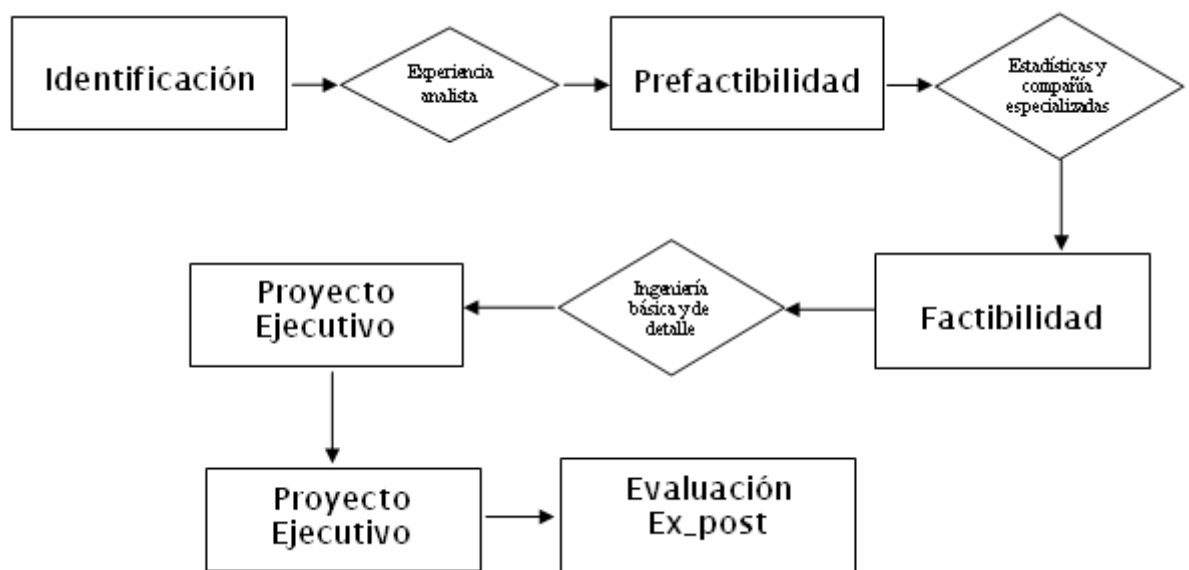 Identificación
Experiencia
analista
Prefactibilidad
Estadísticas y
compañía
especializadas
Factibilidad
Ingeniería
básica y de
detalle
Proyecto
Ejecutivo
Proyecto
Ejecutivo
Evaluación
Ex_post